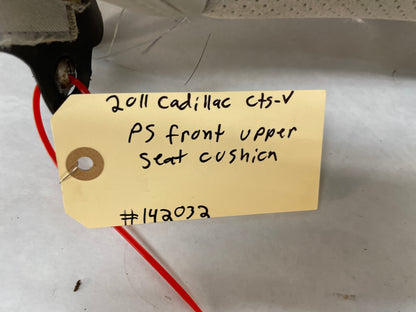 2011 Cadillac CTS-V
PS front upper
seat cushion
#142032